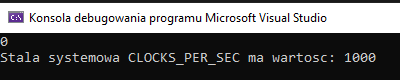 C:\
Konsola debugowania programu Microsoft Visual Studio
0
Stala systemowa CLOCKS_PER_SEC ma wartosc: 1000